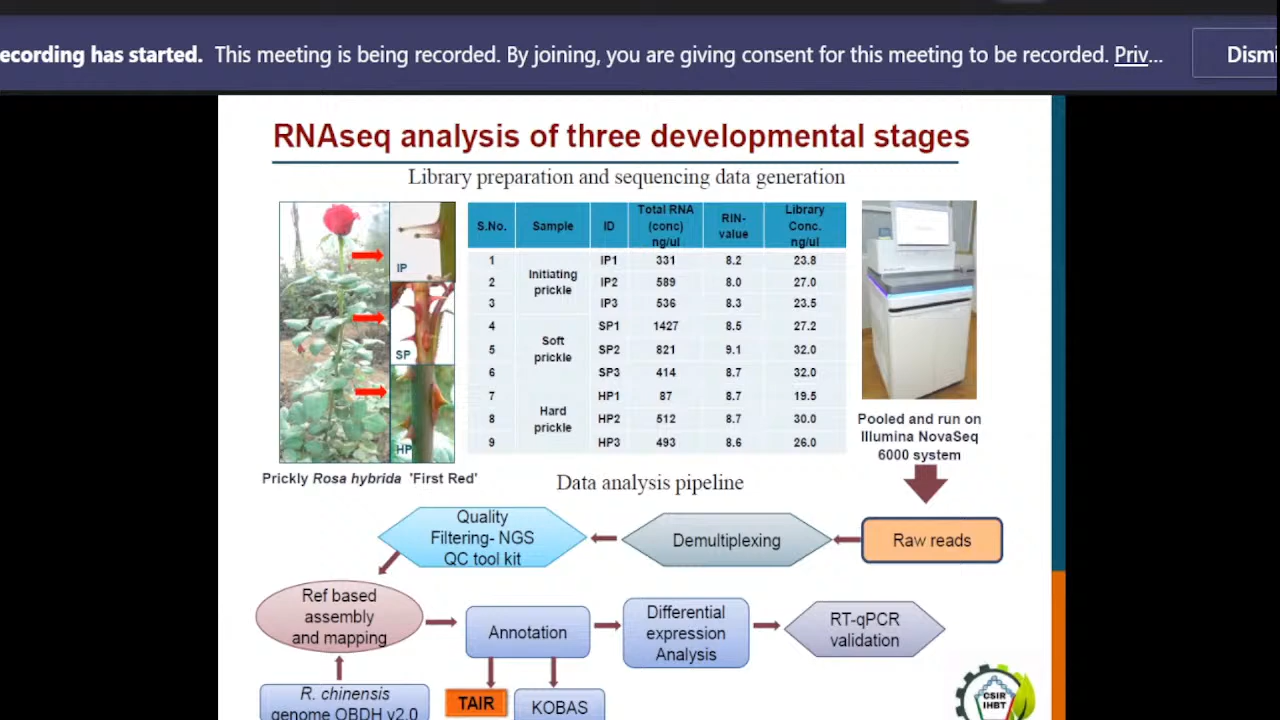 ecording has started. This meeting is being recorded. By joining, you are giving consent for this meeting to be recorded. Priv...
Dismi
RNAseq analysis of three developmental stages
Library preparation and sequencing data generation
IP
SP
HP
S.No. Sample ID Total RNA (conc) ng/ul RIN-value Library Conc. ng/ul
1 Initiating prickle IP1 331 8.2 23.8
2 IP2 589 8.0 27.0
3 IP3 536 8.3 23.5
4 Soft prickle SP1 1427 8.5 27.2
5 SP2 821 9.1 32.0
6 SP3 414 8.7 32.0
7 Hard prickle HP1 87 8.7 19.5
8 HP2 512 8.7 30.0
9 HP3 493 8.6 26.0
Pooled and run on
Illumina NovaSeq
6000 system
Prickly Rosa hybrida 'First Red'
Data analysis pipeline
Raw reads
Demultiplexing
Quality
Filtering- NGS
QC tool kit
Ref based
assembly
and mapping
Annotation
Differential
expression
Analysis
RT-qPCR
validation
R. chinensis
genome OBDH v2.0
TAIR
KOBAS
CSIR
IHBT